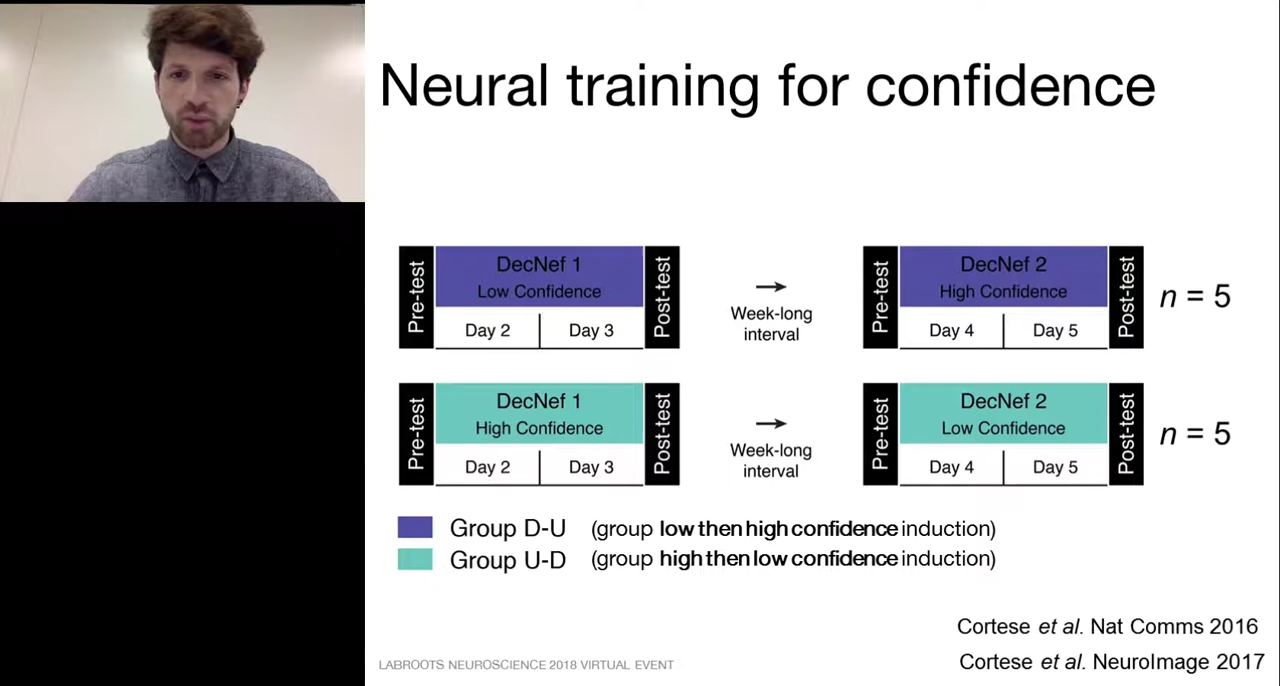 Neural training for confidence
Pre-test
DecNef 1
Low Confidence
Day 2
Day 3
Post-test
→
Week-long
interval
Pre-test
DecNef 2
High Confidence
Day 4
Day 5
Post-test
n = 5
Pre-test
DecNef 1
High Confidence
Day 2
Day 3
Post-test
→
Week-long
interval
Pre-test
DecNef 2
Low Confidence
Day 4
Day 5
Post-test
n = 5
Group D-U (group low then high confidence induction)
Group U-D (group high then low confidence induction)
Cortese et al. Nat Comms 2016
Cortese et al. NeuroImage 2017
LABROOTS NEUROSCIENCE 2018 VIRTUAL EVENT